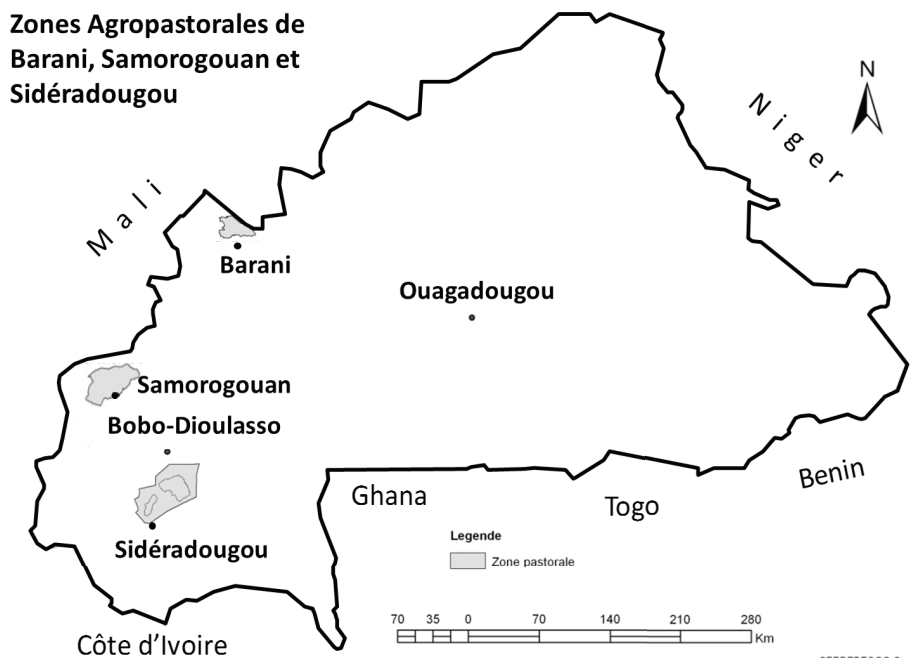 Zones Agropastorales de
Barani, Samorogouan et
Sidéradougou
N
Niger
Mali
Barani
Ouagadougou
Samorogouan
Bobo-Dioulasso
Sidéradougou
Ghana
Togo
Benin
Côte d'Ivoire
Legende
Zone pastorale
70 35 0 70 140 210 280
Km